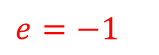 e = −1